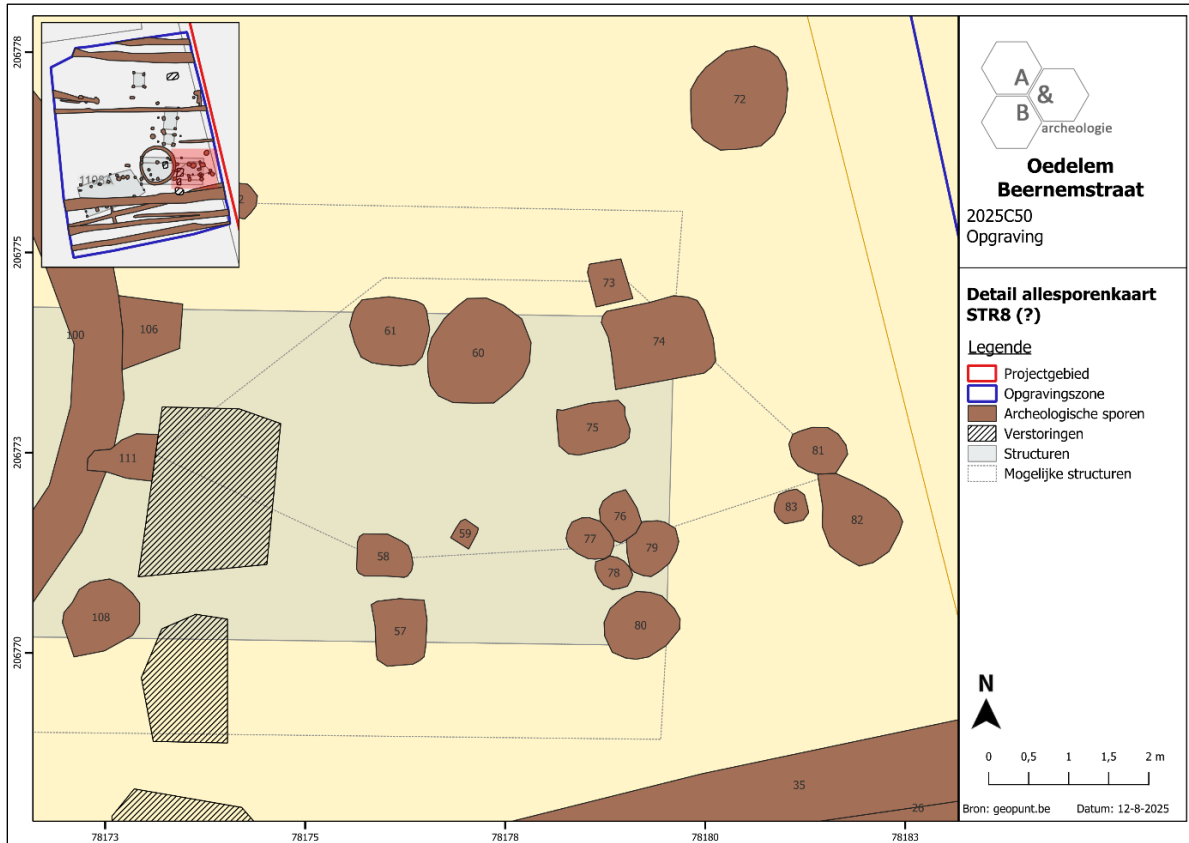 206778
206775
206773
206770
1108
2
72
73
61
60
74
100
106
75
111
81
59
76
83
82
58
77
79
78
108
57
80
35
26
78173
78175
78178
78180
78183
A
&
B
archeologie
Oedelem
Beernemstraat
2025C50
Opgraving
Detail allesporenkaart
STR8 (?)
Legende
Projectgebied
Opgravingszone
Archeologische sporen
Verstoringen
Structuren
Mogelijke structuren
N
0 0,5 1 1,5 2 m
Bron: geopunt.be Datum: 12-8-2025